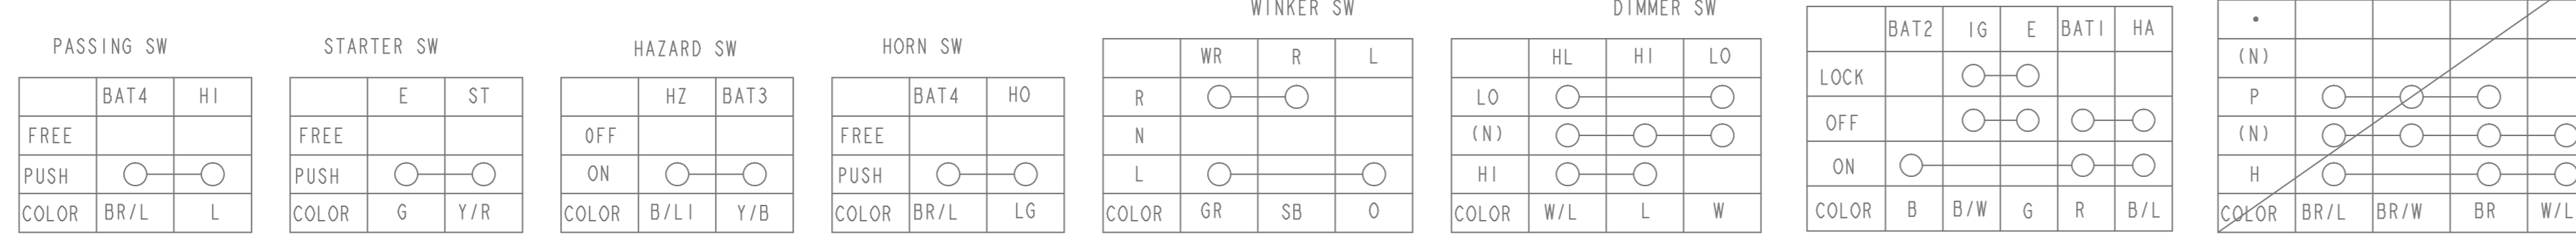 PASSING SW
BAT4 HI
FREE
PUSH
COLOR BR/L L
STARTER SW
E ST
FREE
PUSH
COLOR G Y/R
HAZARD SW
HZ BAT3
OFF
ON
COLOR B/L1 Y/B
HORN SW
BAT4 HO
FREE
PUSH
COLOR BR/L LG
WINKER SW
WR R L
R
N
L
COLOR GR SB O
DIMMER SW
HL HI LO
LO
(N)
HI
COLOR W/L L W
BAT2 IG E BAT1 HA
LOCK
OFF
ON
COLOR B B/W G R B/L
•
(N)
P
(N)
H
COLOR BR/L BR/W BR W/L